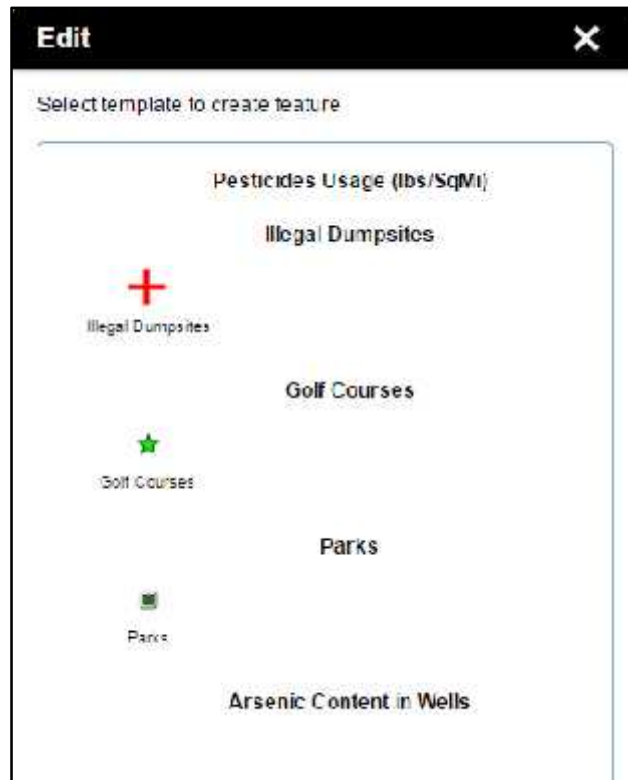 Edit
Select template to create feature
Pesticides Usage (lbs/SqMi)
Illegal Dumpsites
Illegal Dumpsites
Golf Courses
Golf Courses
Parks
Parks
Arsenic Content in Wells